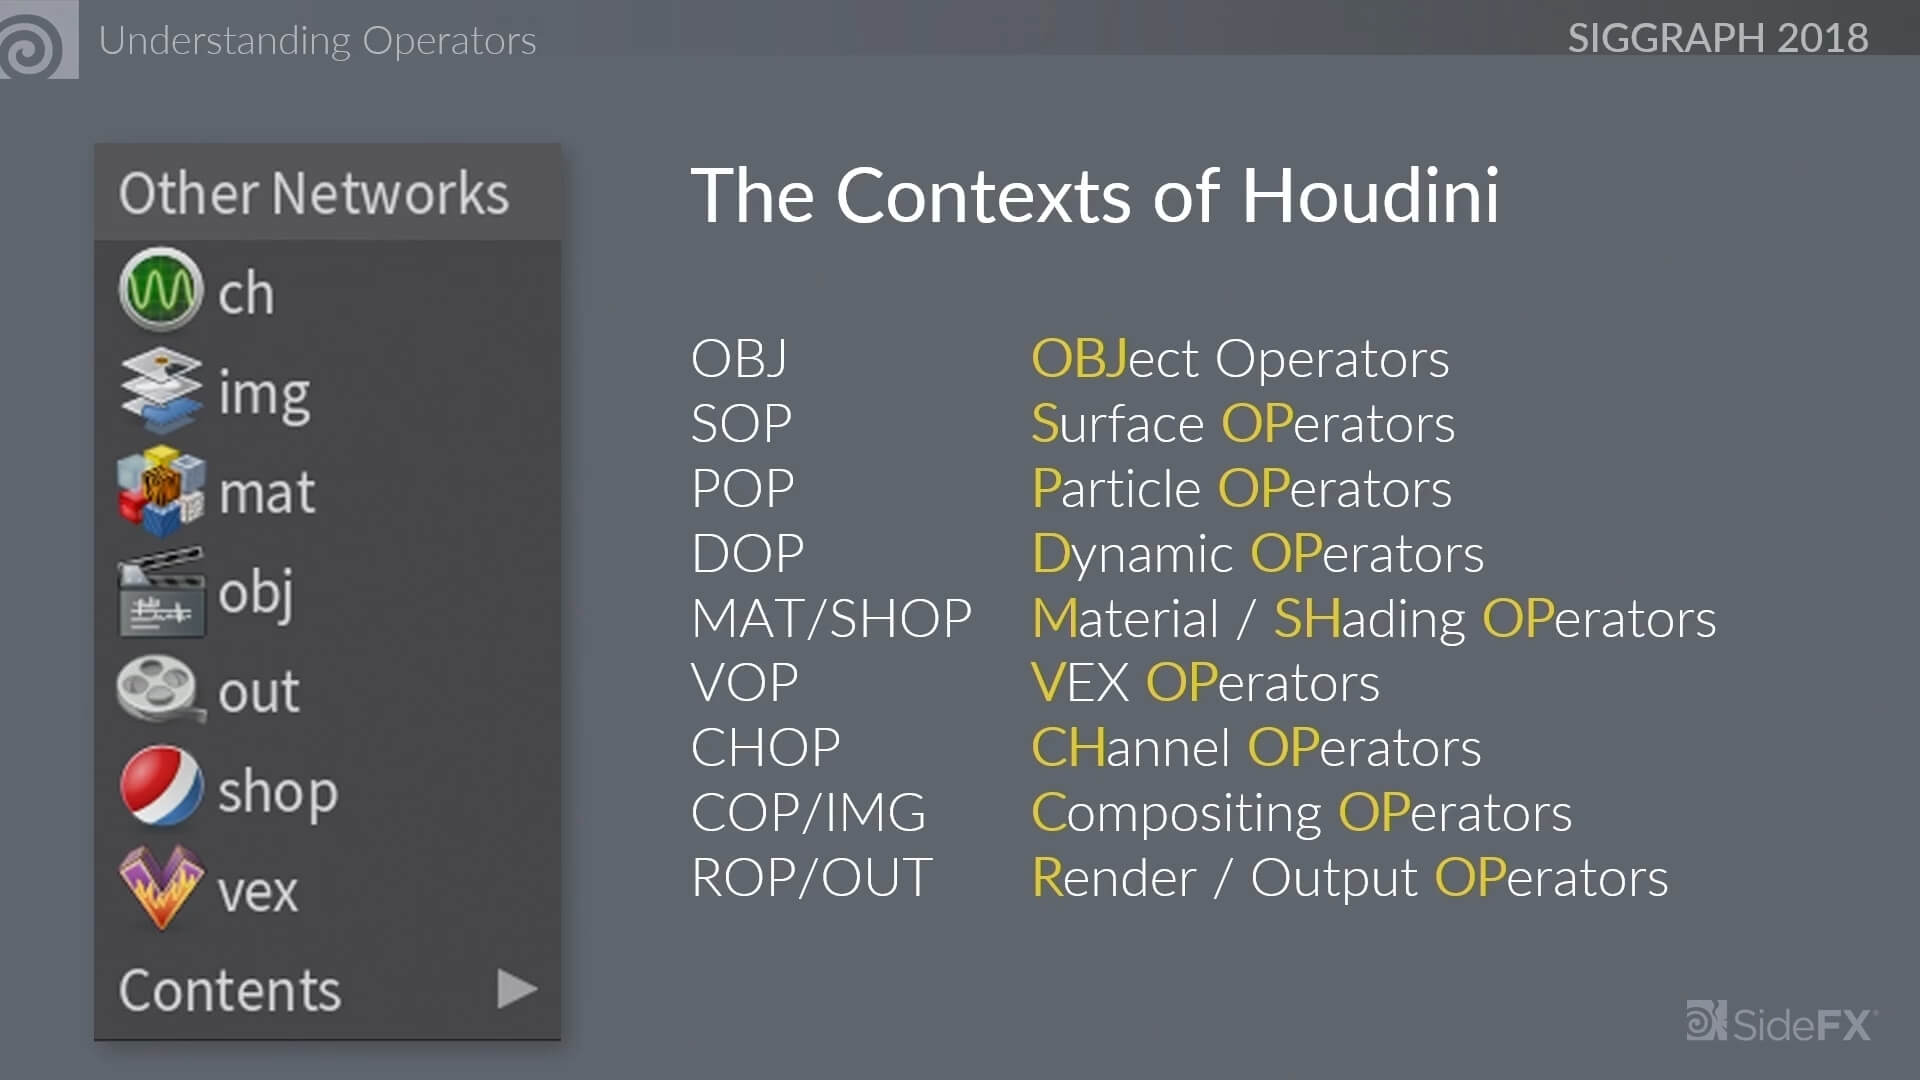 Understanding Operators
SIGGRAPH 2018
Other Networks
ch
img
mat
obj
out
shop
vex
Contents
The Contexts of Houdini
OBJ OBJect Operators
SOP Surface OPerators
POP Particle OPerators
DOP Dynamic OPerators
MAT/SHOP Material / SHading OPerators
VOP VEX OPerators
CHOP CHannel OPerators
COP/IMG Compositing OPerators
ROP/OUT Render / Output OPerators
SideFX